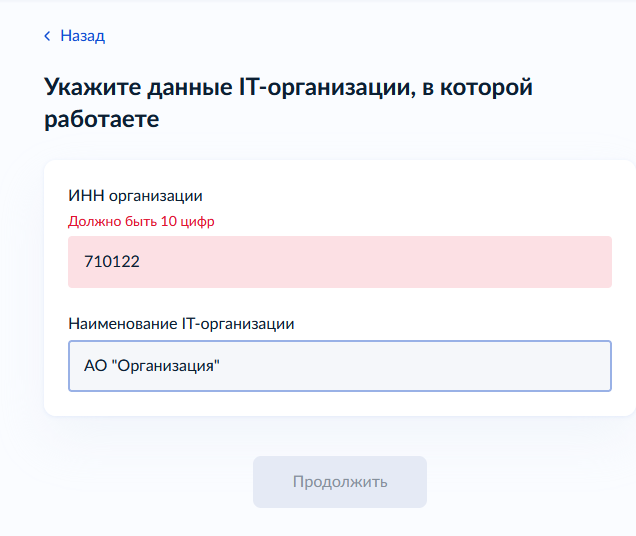 Назад
Укажите данные IT-организации, в которой
работаете
ИНН организации
Должно быть 10 цифр
710122
Наименование IT-организации
АО "Организация"
Продолжить